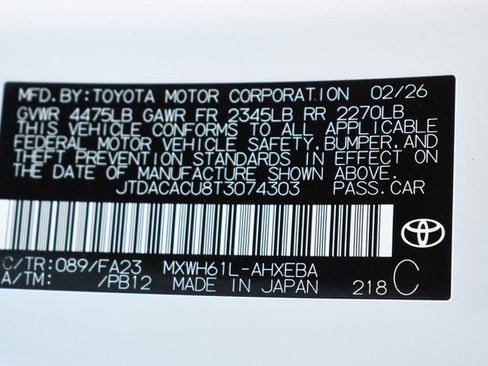 MFD.BY:TOYOTA MOTOR CORPORATION 02/26
GVWR 4475LB GAWR FR 2345LB RR 2270LB
THIS VEHICLE CONFORMS TO ALL APPLICABLE
FEDERAL MOTOR VEHICLE SAFETY,BUMPER,AND
THEFT PREVENTION STANDARDS IN EFFECT ON
THE DATE OF MANUFACTURE SHOWN ABOVE.
JTDACACU8T3074303 PASS.CAR
C/TR:089/FA23 MXWH61L-AHXEBA C
A/TM: /PB12 MADE IN JAPAN 218